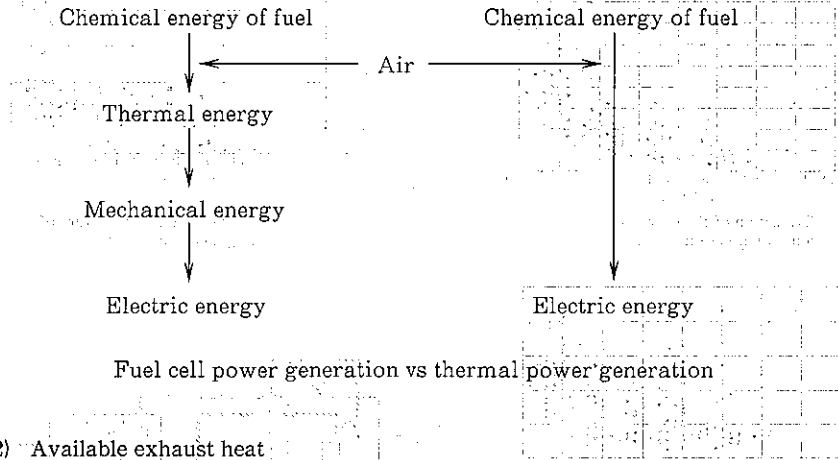 Chemical energy of fuel Chemical energy of fuel
Air
Thermal energy
Mechanical energy
Electric energy Electric energy
Fuel cell power generation vs thermal power generation
2) Available exhaust heat